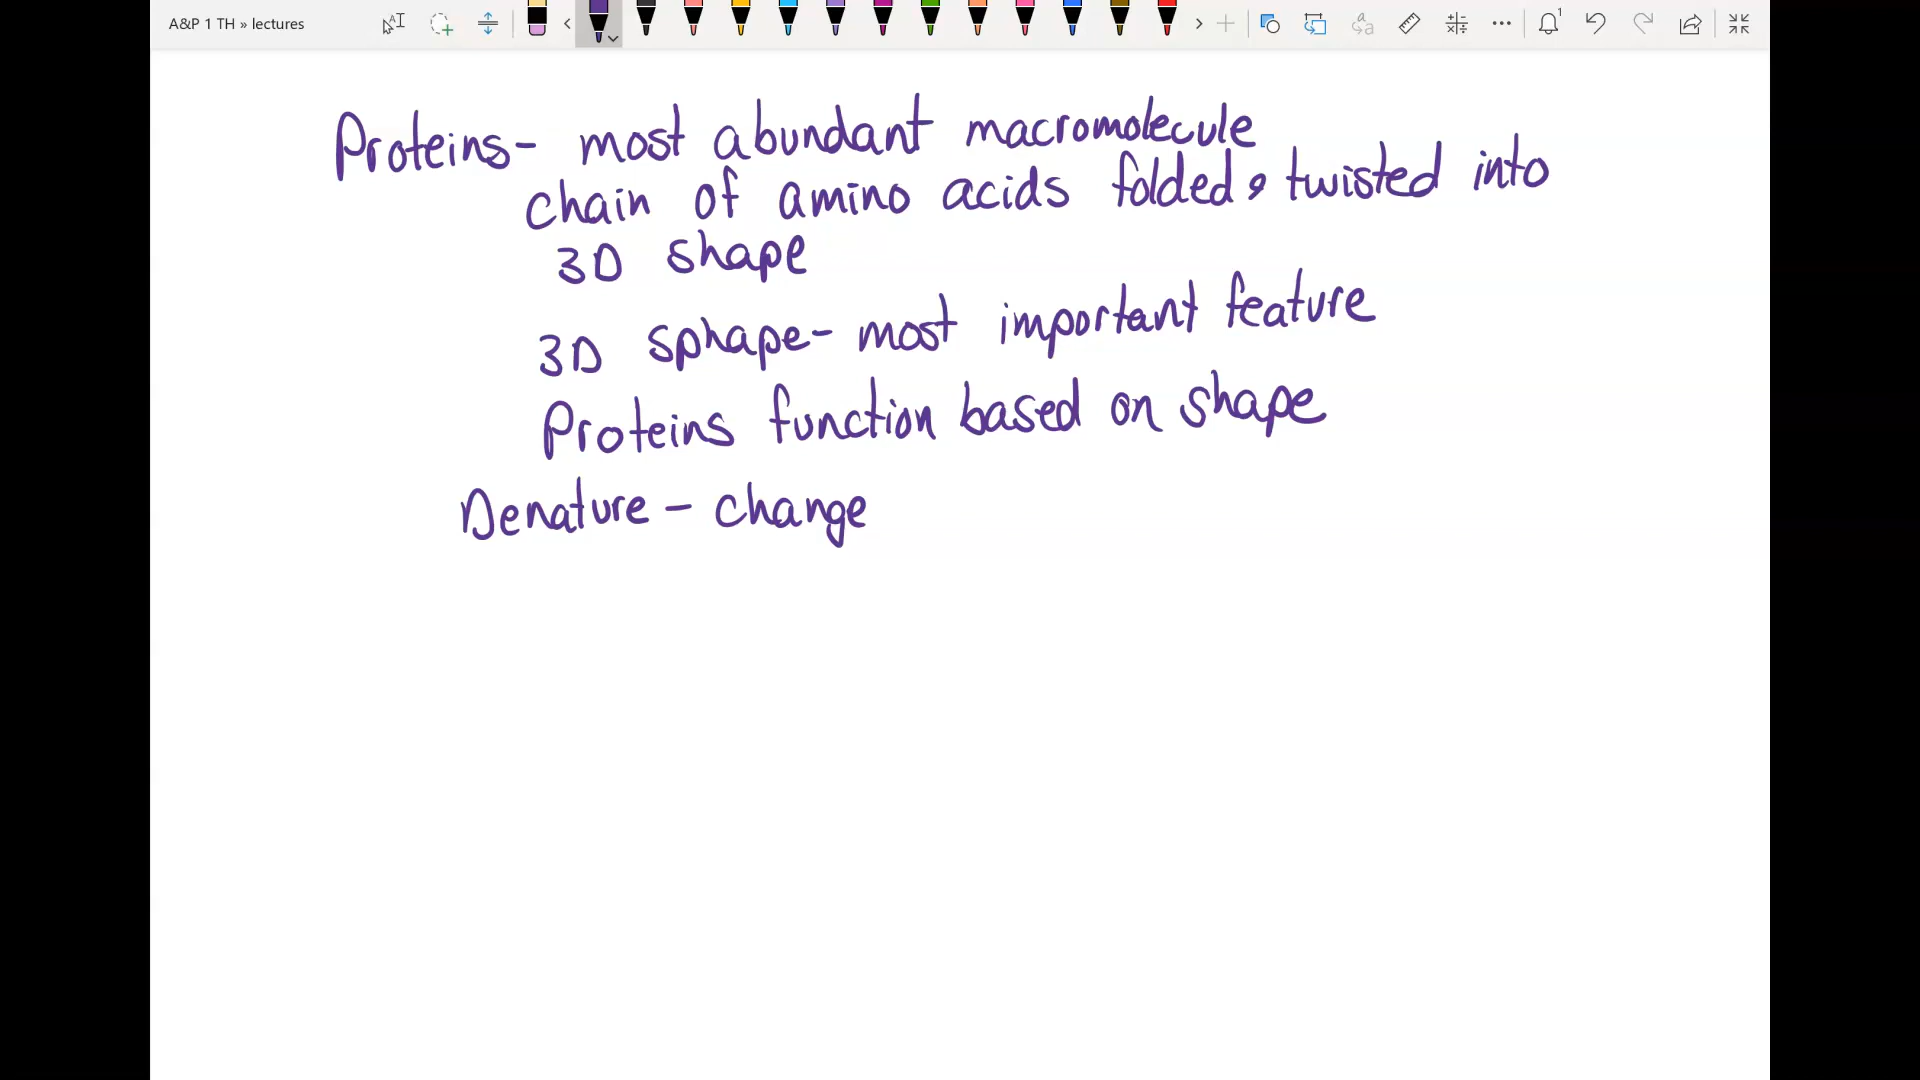 A&P 1 TH » lectures
Proteins- most abundant macromolecule
chain of amino acids folded & twisted into
3D shape
3D sphape- most important feature
Proteins function based on shape
Denature - change